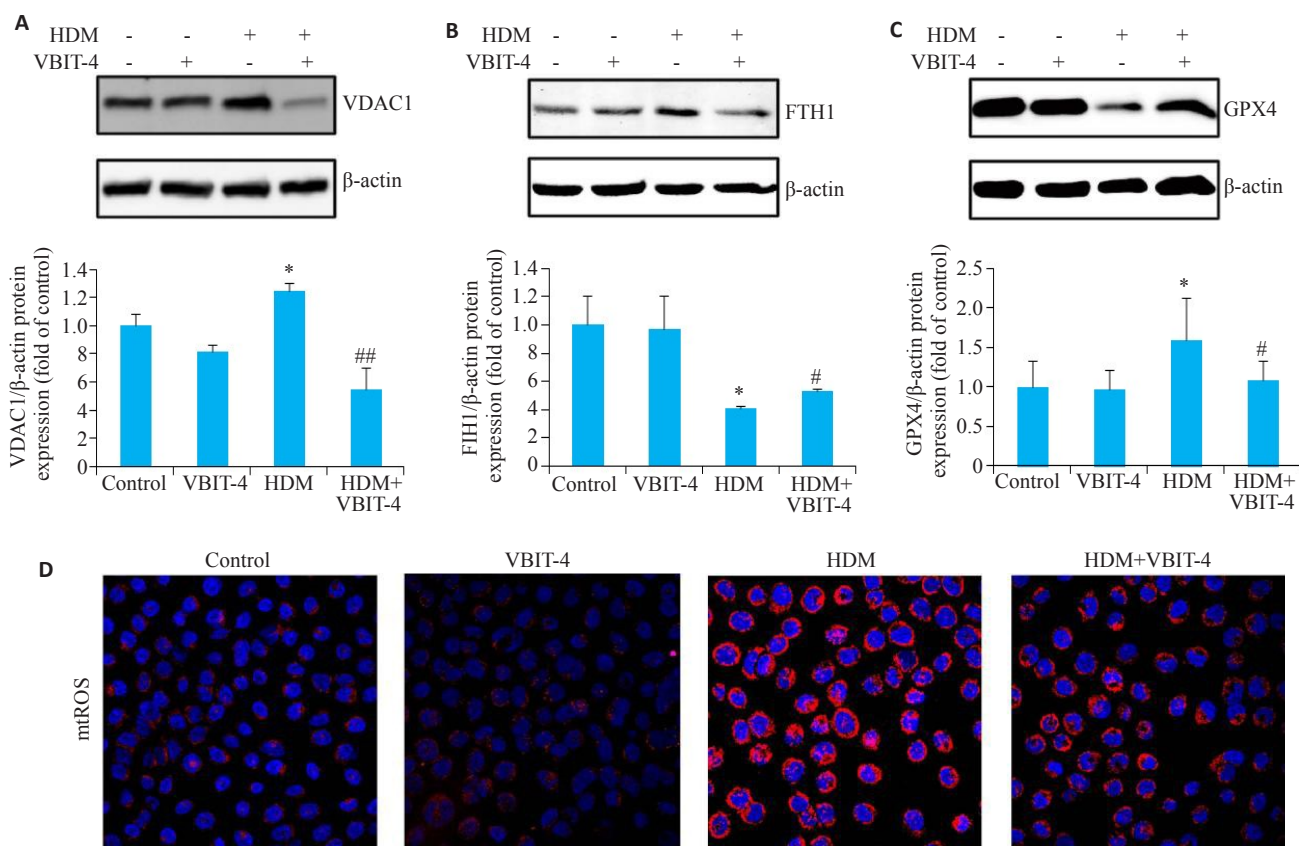 A
HDM - - + +
VBIT-4 - + - +
VDAC1
β-actin
VDAC1/β-actin protein
expression (fold of control)
1.4
1.2
1.0
8
6
4
2
0
*
##
Control
VBIT-4
HDM
HDM+
VBIT-4
B
HDM - - + +
VBIT-4 - + - +
FTH1
β-actin
FIH1/β-actin protein
expression (fold of control)
1.4
1.2
1.0
8
6
4
2
0
*
#
Control
VBIT-4
HDM
HDM+
VBIT-4
C
HDM - - + +
VBIT-4 - + - +
GPX4
β-actin
GPX4/β-actin protein
expression (fold of control)
2.5
2.0
1.5
1.0
0.5
0
*
#
Control
VBIT-4
HDM
HDM+
VBIT-4
D
Control
VBIT-4
HDM
HDM+VBIT-4
mtROS